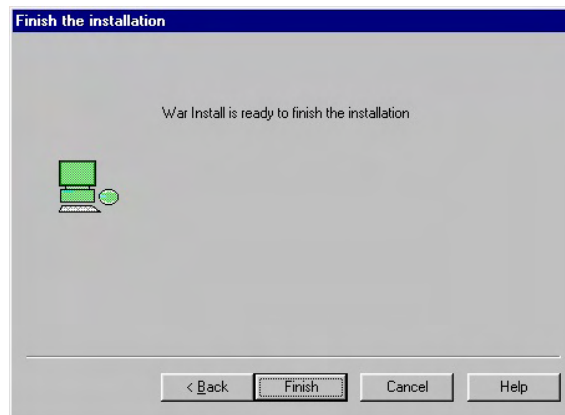 Finish the installation
War Install is ready to finish the installation
< Back Finish Cancel Help